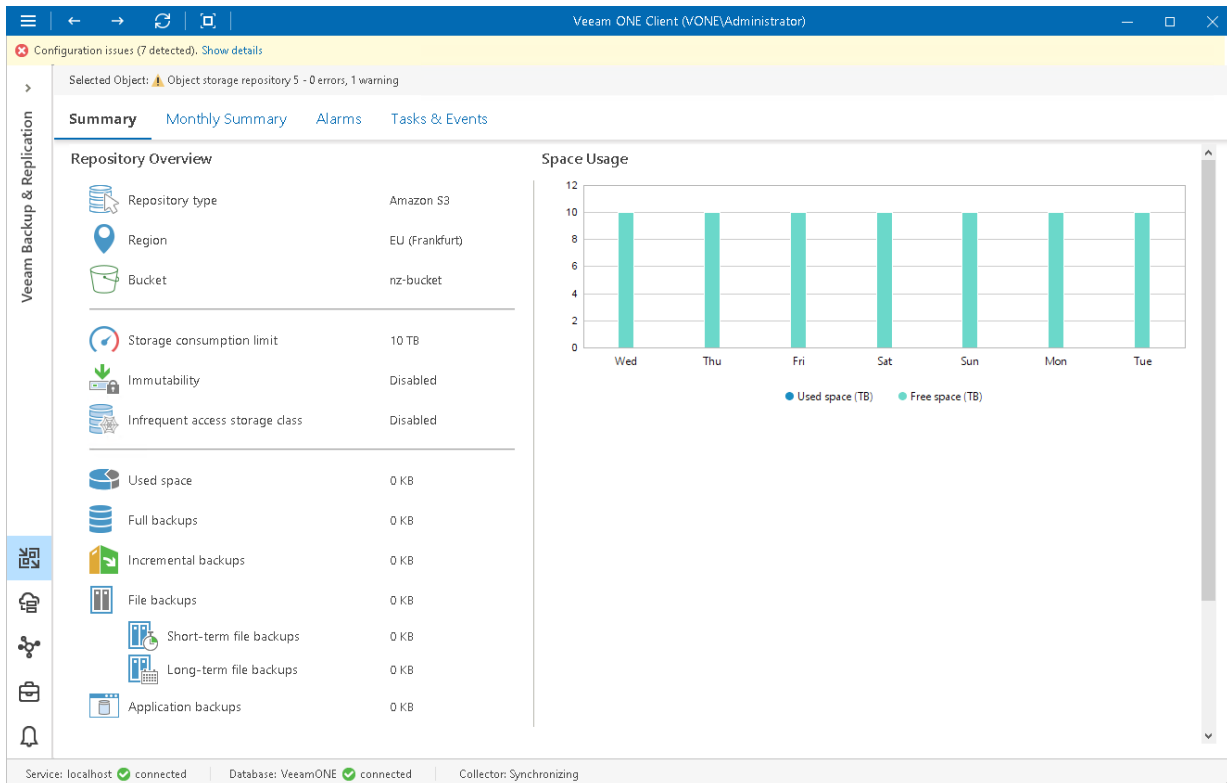 Veeam ONE Client (VONE\Administrator)
Configuration issues (7 detected). Show details
Selected Object: Object storage repository 5 - 0 errors, 1 warning
Veeam Backup & Replication
Summary Monthly Summary Alarms Tasks & Events
Repository Overview
Repository type Amazon S3
Region EU (Frankfurt)
Bucket nz-bucket
Storage consumption limit 10 TB
Immutability Disabled
Infrequent access storage class Disabled
Used space 0 KB
Full backups 0 KB
Incremental backups 0 KB
File backups 0 KB
Short-term file backups 0 KB
Long-term file backups 0 KB
Application backups 0 KB
Space Usage
12
10
8
6
4
2
0
Wed Thu Fri Sat Sun Mon Tue
Used space (TB) Free space (TB)
Service: localhost connected Database: VeeamONE connected Collector: Synchronizing